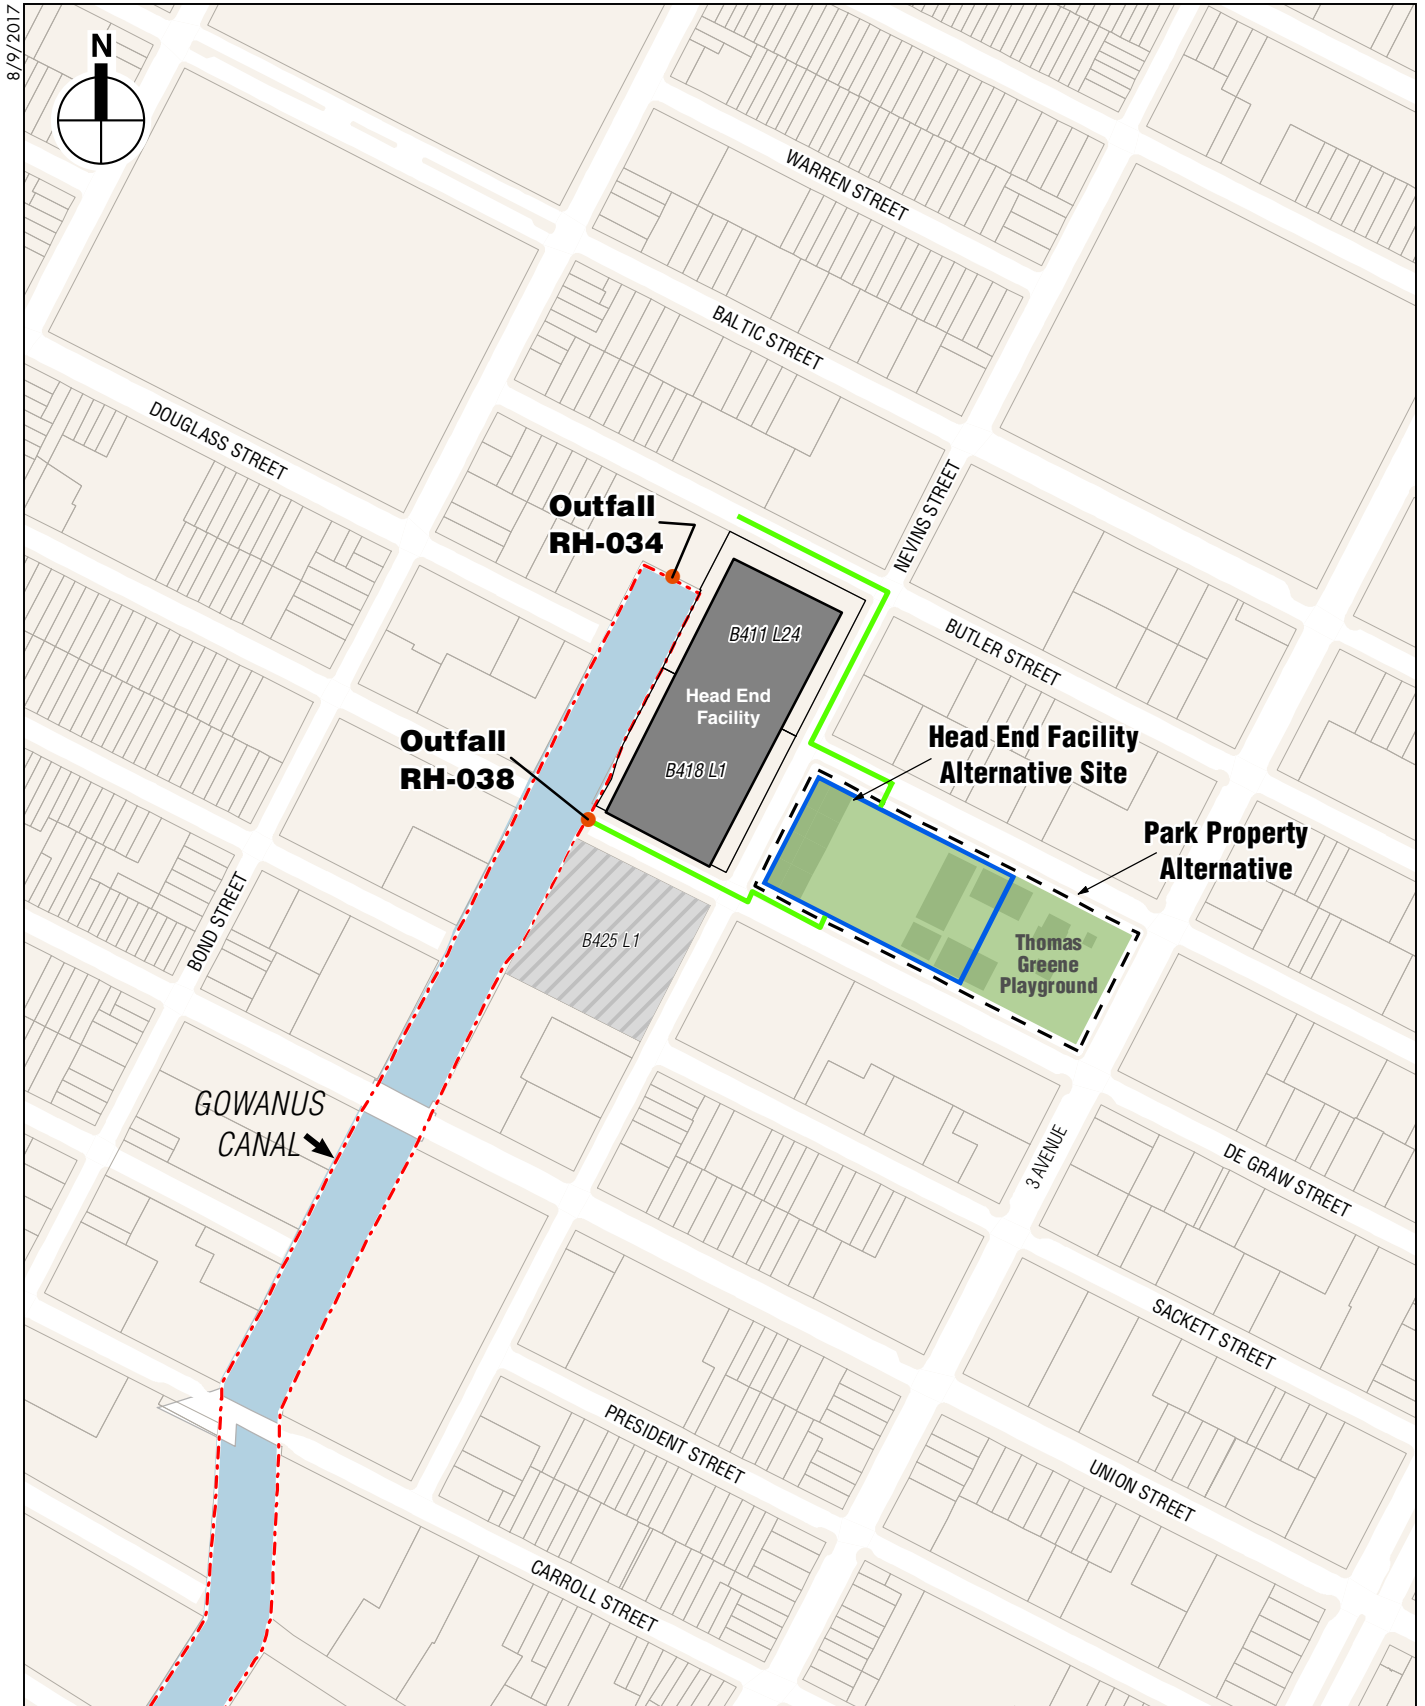 8/9/2017
N
WARREN STREET
BALTIC STREET
DOUGLASS STREET
NEVINS STREET
Outfall
RH-034
B411 L24
BUTLER STREET
Head End
Facility
Outfall
RH-038
B418 L1
Head End Facility
Alternative Site
Park Property
Alternative
BOND STREET
B425 L1
Thomas
Greene
Playground
GOWANUS
CANAL
3 AVENUE
DE GRAW STREET
SACKETT STREET
PRESIDENT STREET
UNION STREET
CARROLL STREET